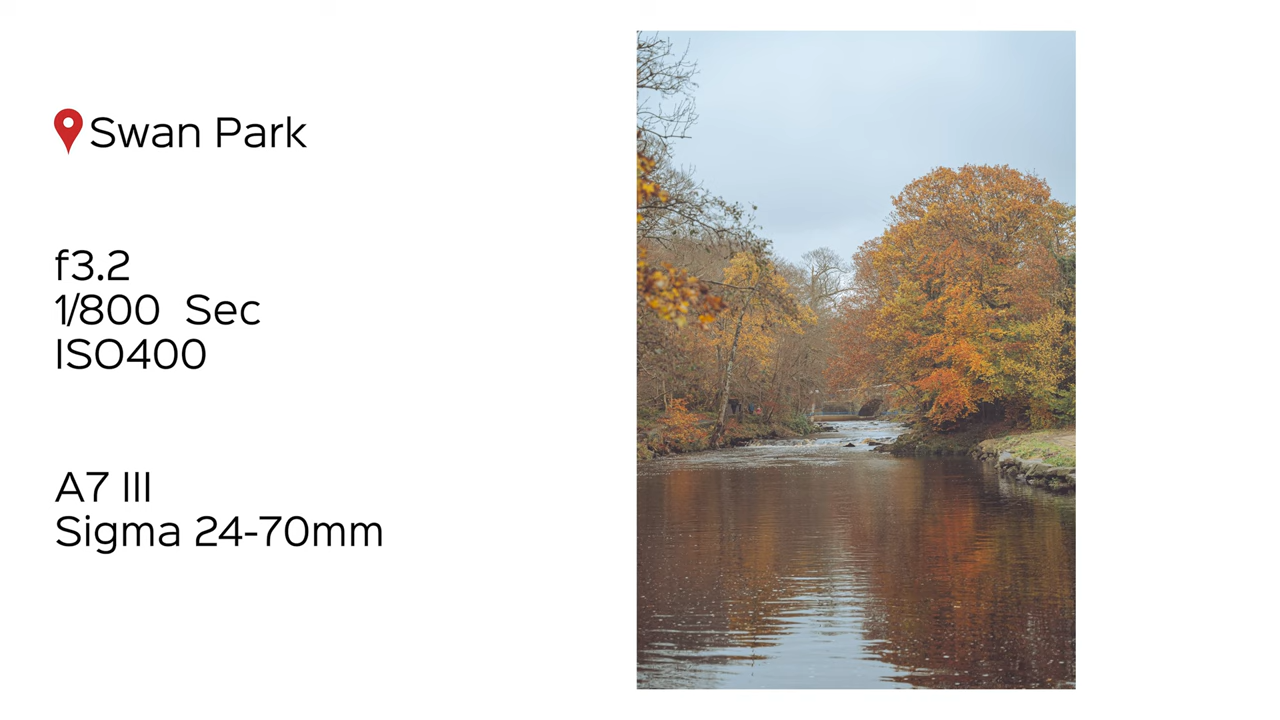 Swan Park
f3.2
1/800 Sec
ISO400
A7 III
Sigma 24-70mm